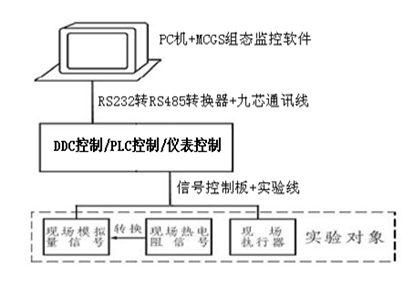 PC机+MCGS组态监控软件
RS232转RS485转换器+九芯通讯线
DDC控制/PLC控制/仪表控制
信号控制板+实验线
现场模拟
量信号
转换
现场热电
阻信号
现场
执行器
实验对象